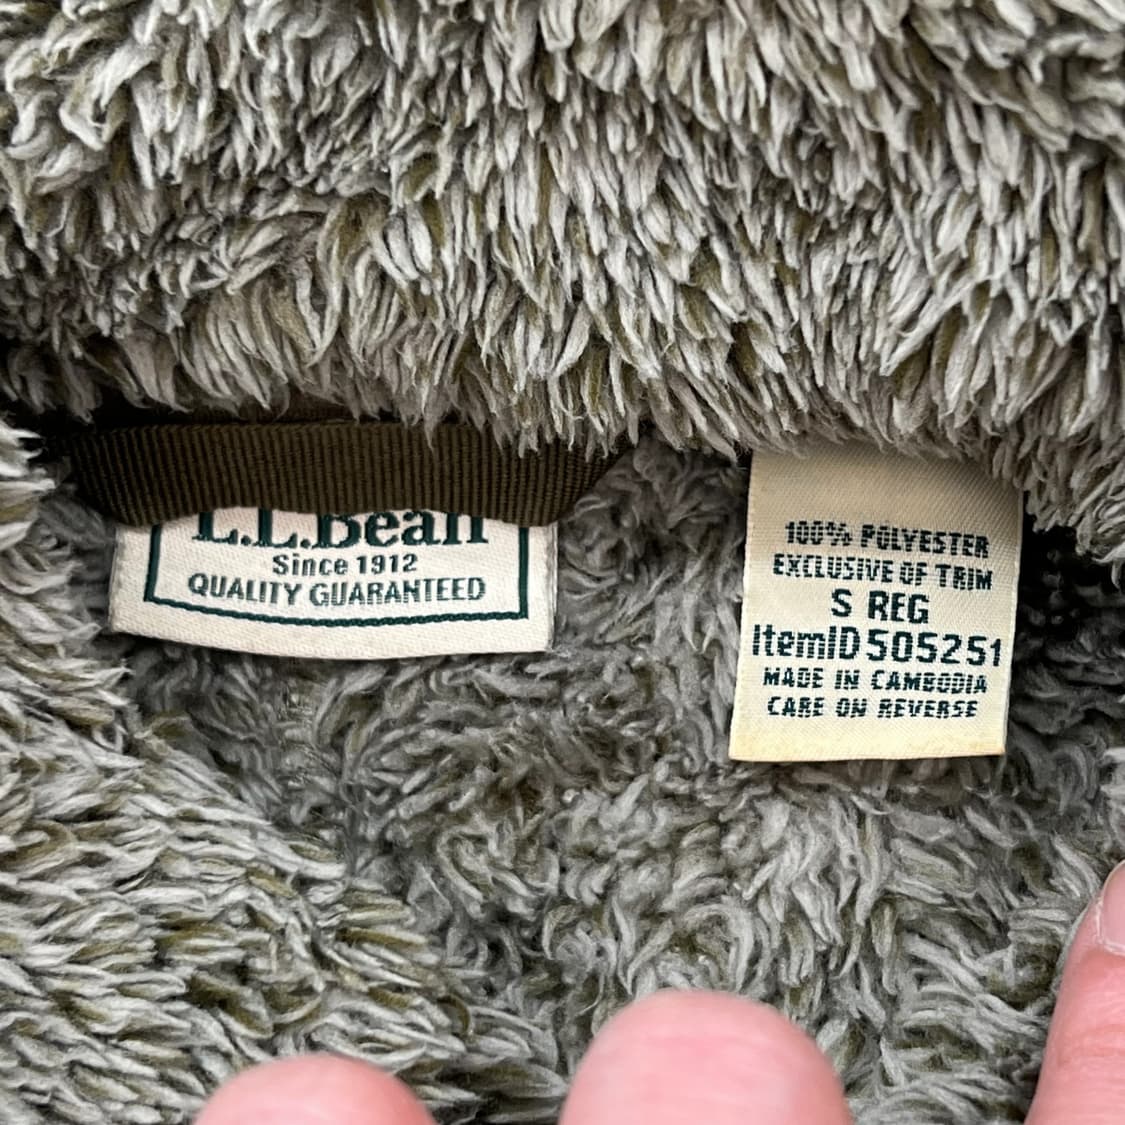 L.L.Bean
Since 1912
QUALITY GUARANTEED
100% POLYESTER
EXCLUSIVE OF TRIM
S REG
ItemID 505251
MADE IN CAMBODIA
CARE ON REVERSE